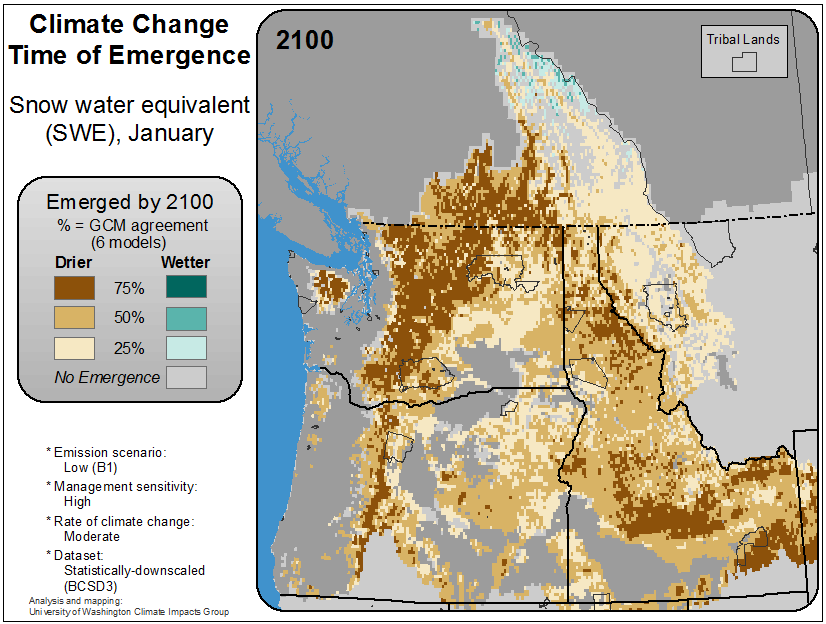 Climate Change
Time of Emergence
Snow water equivalent
(SWE), January
Emerged by 2100
% = GCM agreement
(6 models)
Drier Wetter
75%
50%
25%
No Emergence
* Emission scenario:
Low (B1)
* Management sensitivity:
High
* Rate of climate change:
Moderate
* Dataset:
Statistically-downscaled
(BCSD3)
Analysis and mapping:
University of Washington Climate Impacts Group
2100
Tribal Lands